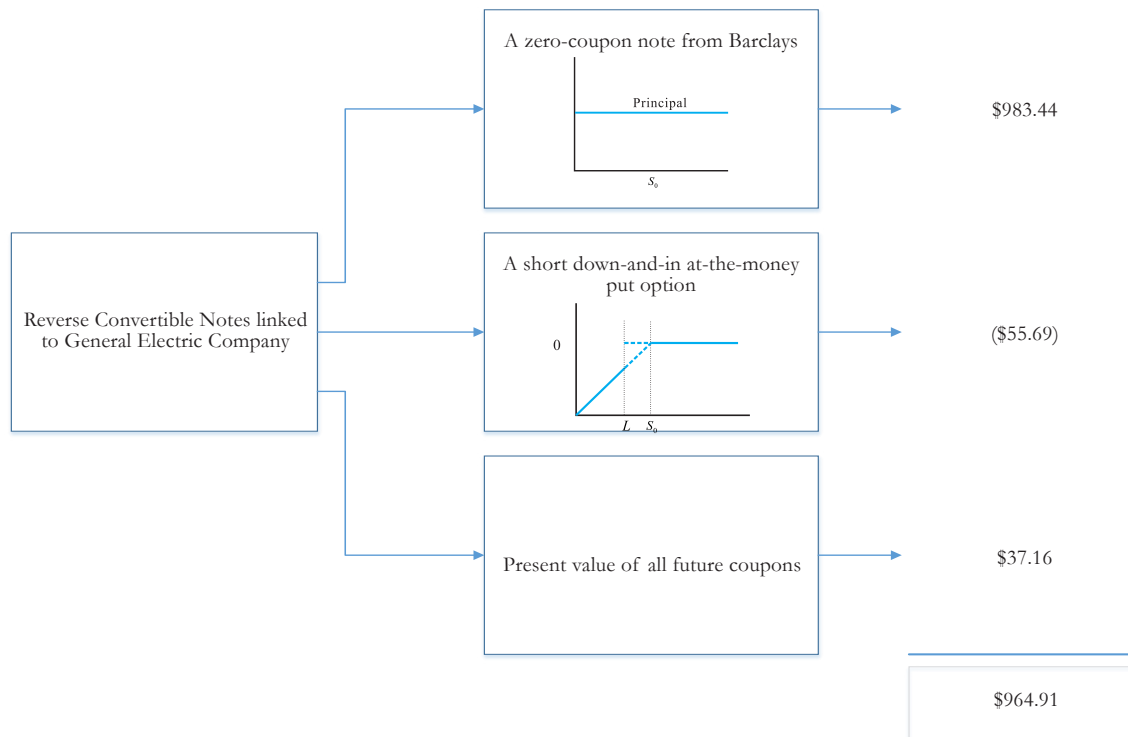 A zero-coupon note from Barclays
Principal
S₀
$983.44
Reverse Convertible Notes linked
to General Electric Company
A short down-and-in at-the-money
put option
0
L S₀
($55.69)
Present value of all future coupons
$37.16
$964.91